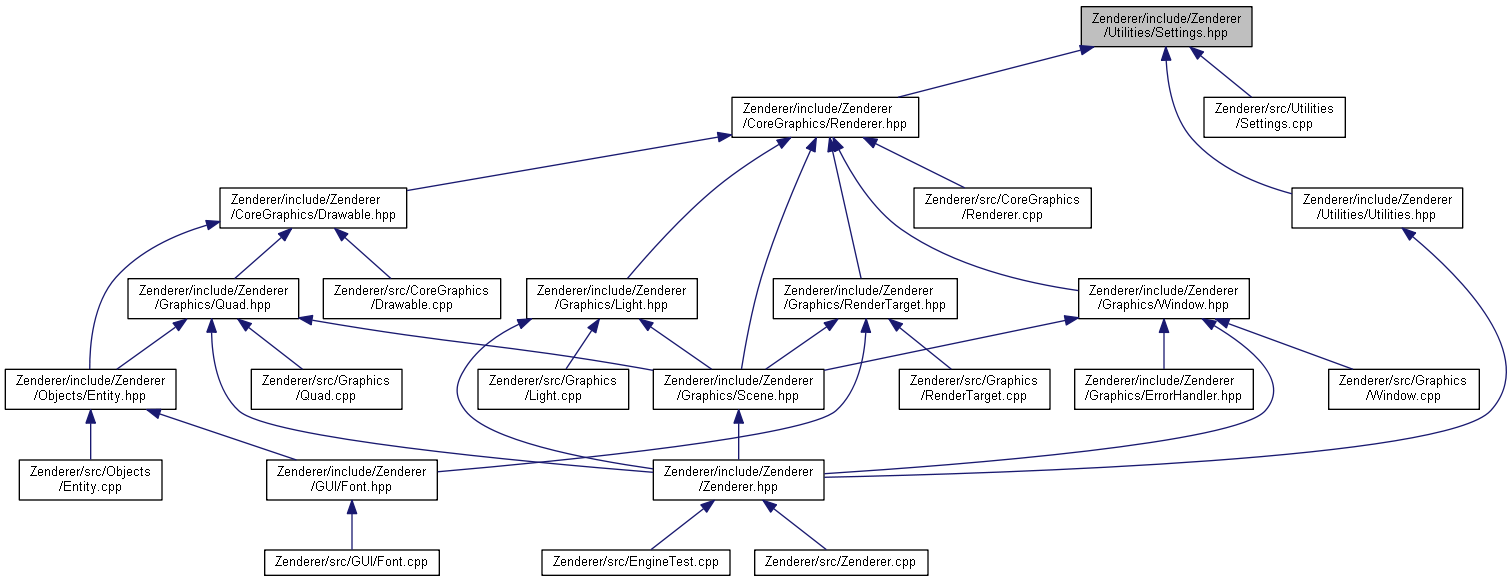 Zenderer/include/Zenderer
/Utilities/Settings.hpp
Zenderer/include/Zenderer
/CoreGraphics/Renderer.hpp
Zenderer/src/Utilities
/Settings.cpp
Zenderer/include/Zenderer
/CoreGraphics/Drawable.hpp
Zenderer/src/CoreGraphics
/Renderer.cpp
Zenderer/include/Zenderer
/Utilities/Utilities.hpp
Zenderer/include/Zenderer
/Graphics/Quad.hpp
Zenderer/src/CoreGraphics
/Drawable.cpp
Zenderer/include/Zenderer
/Graphics/Light.hpp
Zenderer/include/Zenderer
/Graphics/RenderTarget.hpp
Zenderer/include/Zenderer
/Graphics/Window.hpp
Zenderer/include/Zenderer
/Objects/Entity.hpp
Zenderer/src/Graphics
/Quad.cpp
Zenderer/src/Graphics
/Light.cpp
Zenderer/include/Zenderer
/Graphics/Scene.hpp
Zenderer/src/Graphics
/RenderTarget.cpp
Zenderer/include/Zenderer
/Graphics/ErrorHandler.hpp
Zenderer/src/Graphics
/Window.cpp
Zenderer/src/Objects
/Entity.cpp
Zenderer/include/Zenderer
/GUI/Font.hpp
Zenderer/include/Zenderer
/Zenderer.hpp
Zenderer/src/GUI/Font.cpp
Zenderer/src/EngineTest.cpp
Zenderer/src/Zenderer.cpp